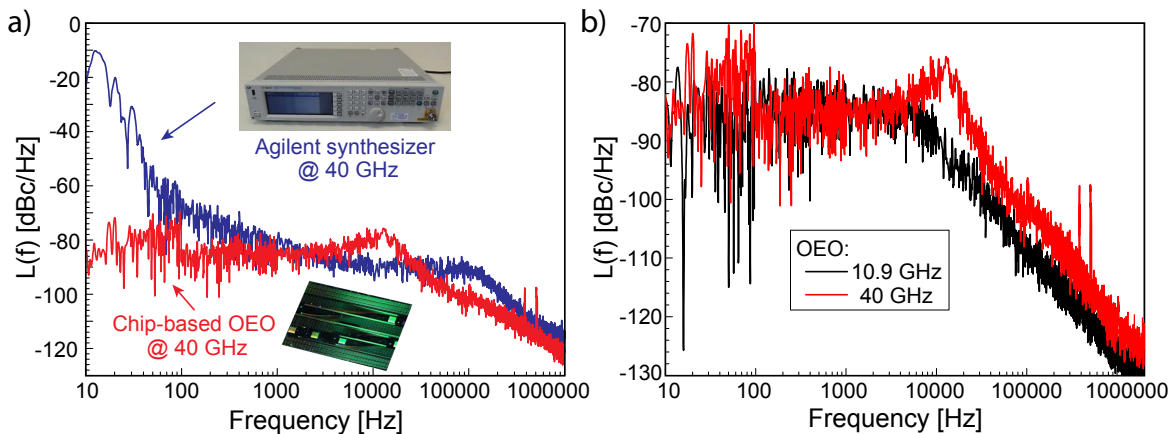 a)
L(f) [dBc/Hz]
0
-20
-40
-60
-80
-100
-120
Agilent synthesizer
@ 40 GHz
Chip-based OEO
@ 40 GHz
10 100 1000 10000 100000 1000000
Frequency [Hz]
b)
L(f) [dBc/Hz]
-70
-80
-90
-100
-110
-120
-130
OEO:
10.9 GHz
40 GHz
10 100 1000 10000 100000 1000000
Frequency [Hz]